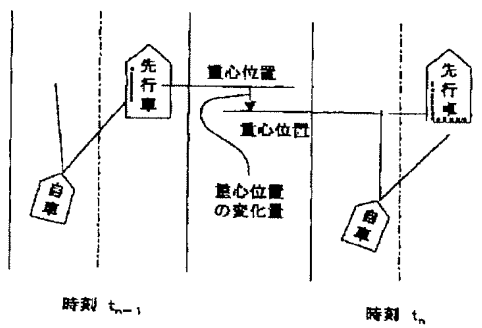 先行車
重心位置
先行車
重心位置
自車
重心位置
の変化量
自車
時刻 tn-1
時刻 tn